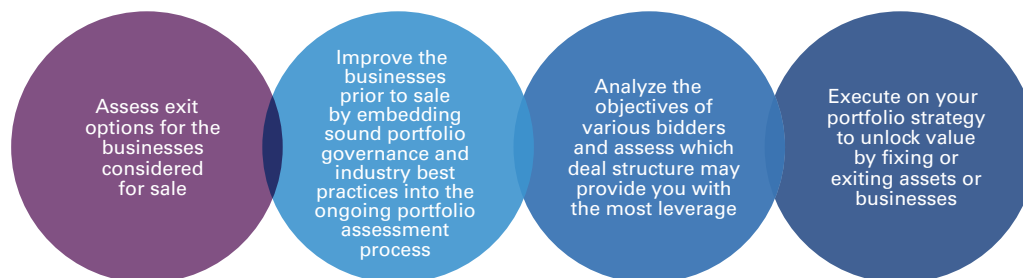 Assess exit
options for the
businesses
considered
for sale
Improve the
businesses
prior to sale
by embedding
sound portfolio
governance and
industry best
practices into the
ongoing portfolio
assessment
process
Analyze the
objectives of
various bidders
and assess which
deal structure may
provide you with
the most leverage
Execute on your
portfolio strategy
to unlock value
by fixing or
exiting assets or
businesses